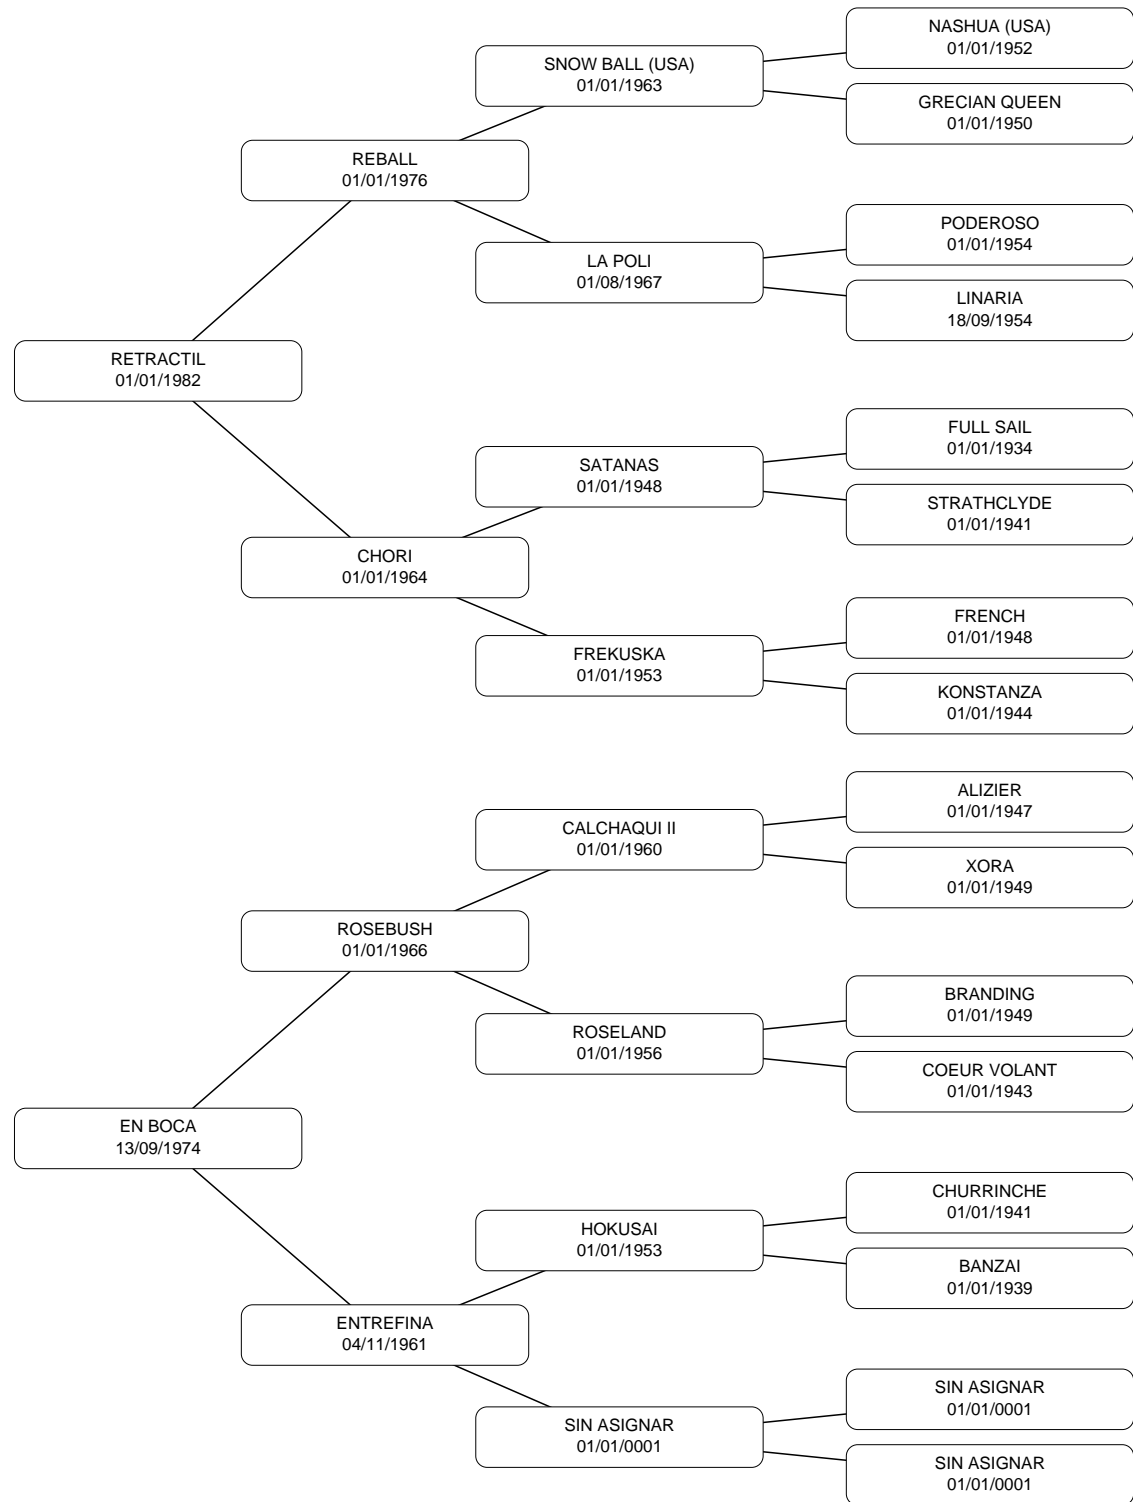 NASHUA (USA)
01/01/1952
SNOW BALL (USA)
01/01/1963
GRECIAN QUEEN
01/01/1950
REBALL
01/01/1976
PODEROSO
01/01/1954
LA POLI
01/08/1967
LINARIA
18/09/1954
RETRACTIL
01/01/1982
FULL SAIL
01/01/1934
SATANAS
01/01/1948
STRATHCLYDE
01/01/1941
CHORI
01/01/1964
FRENCH
01/01/1948
FREKUSKA
01/01/1953
KONSTANZA
01/01/1944
ALIZIER
01/01/1947
CALCHAQUI II
01/01/1960
XORA
01/01/1949
ROSEBUSH
01/01/1966
BRANDING
01/01/1949
ROSELAND
01/01/1956
COEUR VOLANT
01/01/1943
EN BOCA
13/09/1974
CHURRINCHE
01/01/1941
HOKUSAI
01/01/1953
BANZAI
01/01/1939
ENTREFINA
04/11/1961
SIN ASIGNAR
01/01/0001
SIN ASIGNAR
01/01/0001
SIN ASIGNAR
01/01/0001